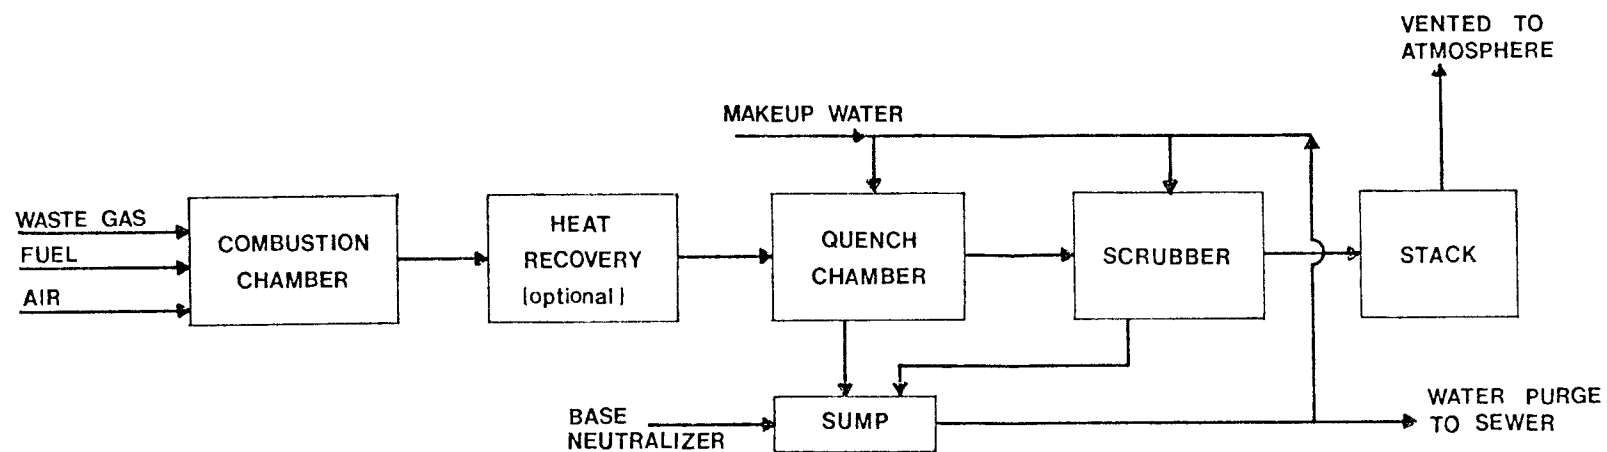 VENTED TO
ATMOSPHERE
MAKEUP WATER
WASTE GAS
FUEL
AIR
COMBUSTION
CHAMBER
HEAT
RECOVERY
(optional)
QUENCH
CHAMBER
SCRUBBER
STACK
BASE
NEUTRALIZER
SUMP
WATER PURGE
TO SEWER